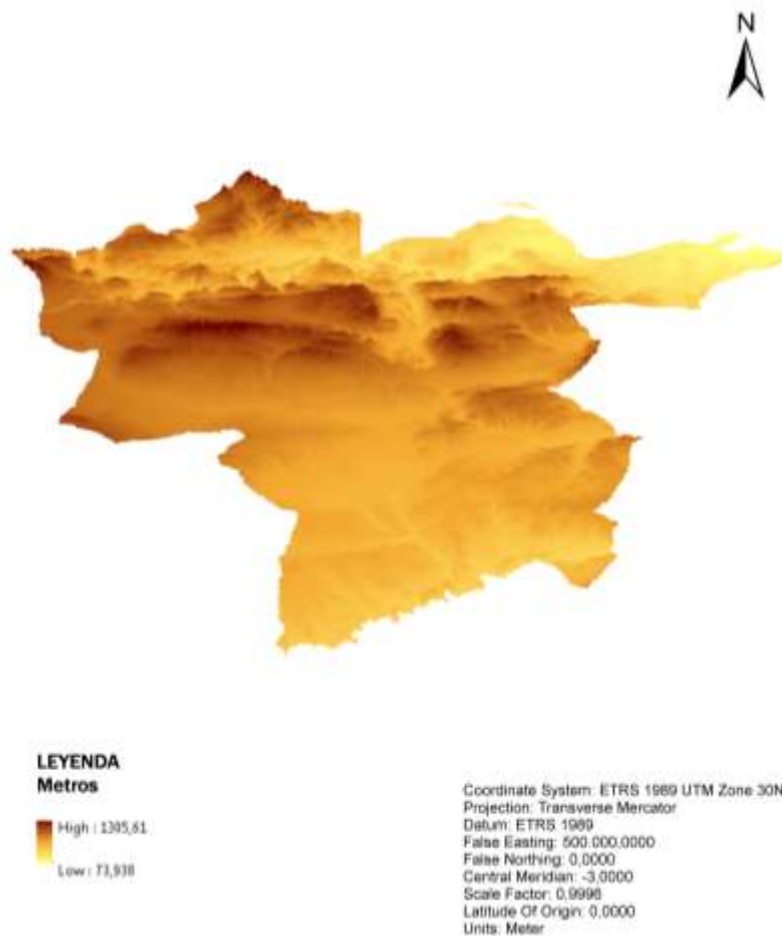 N
LEYENDA
Metros
High : 1305,61
Low : 73,938
Coordinate System: ETRS 1989 UTM Zone 30N
Projection: Transverse Mercator
Datum: ETRS 1989
False Easting: 500.000,0000
False Northing: 0,0000
Central Meridian: -3,0000
Scale Factor: 0,9996
Latitude Of Origin: 0,0000
Units: Meter